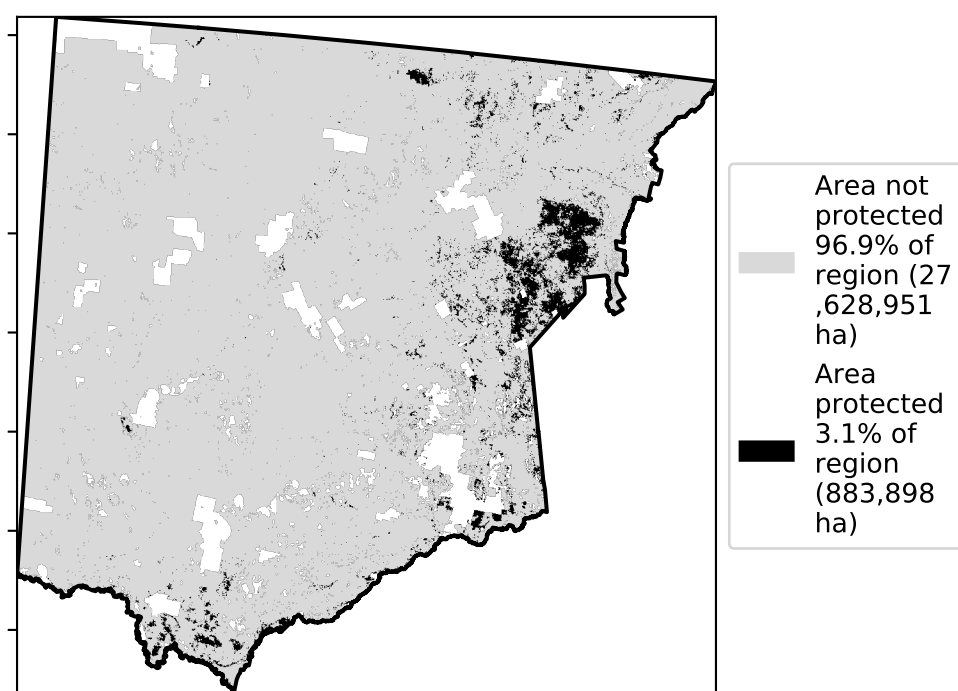 Area not
protected
96.9% of
region (27
,628,951
ha)
Area
protected
3.1% of
region
(883,898
ha)